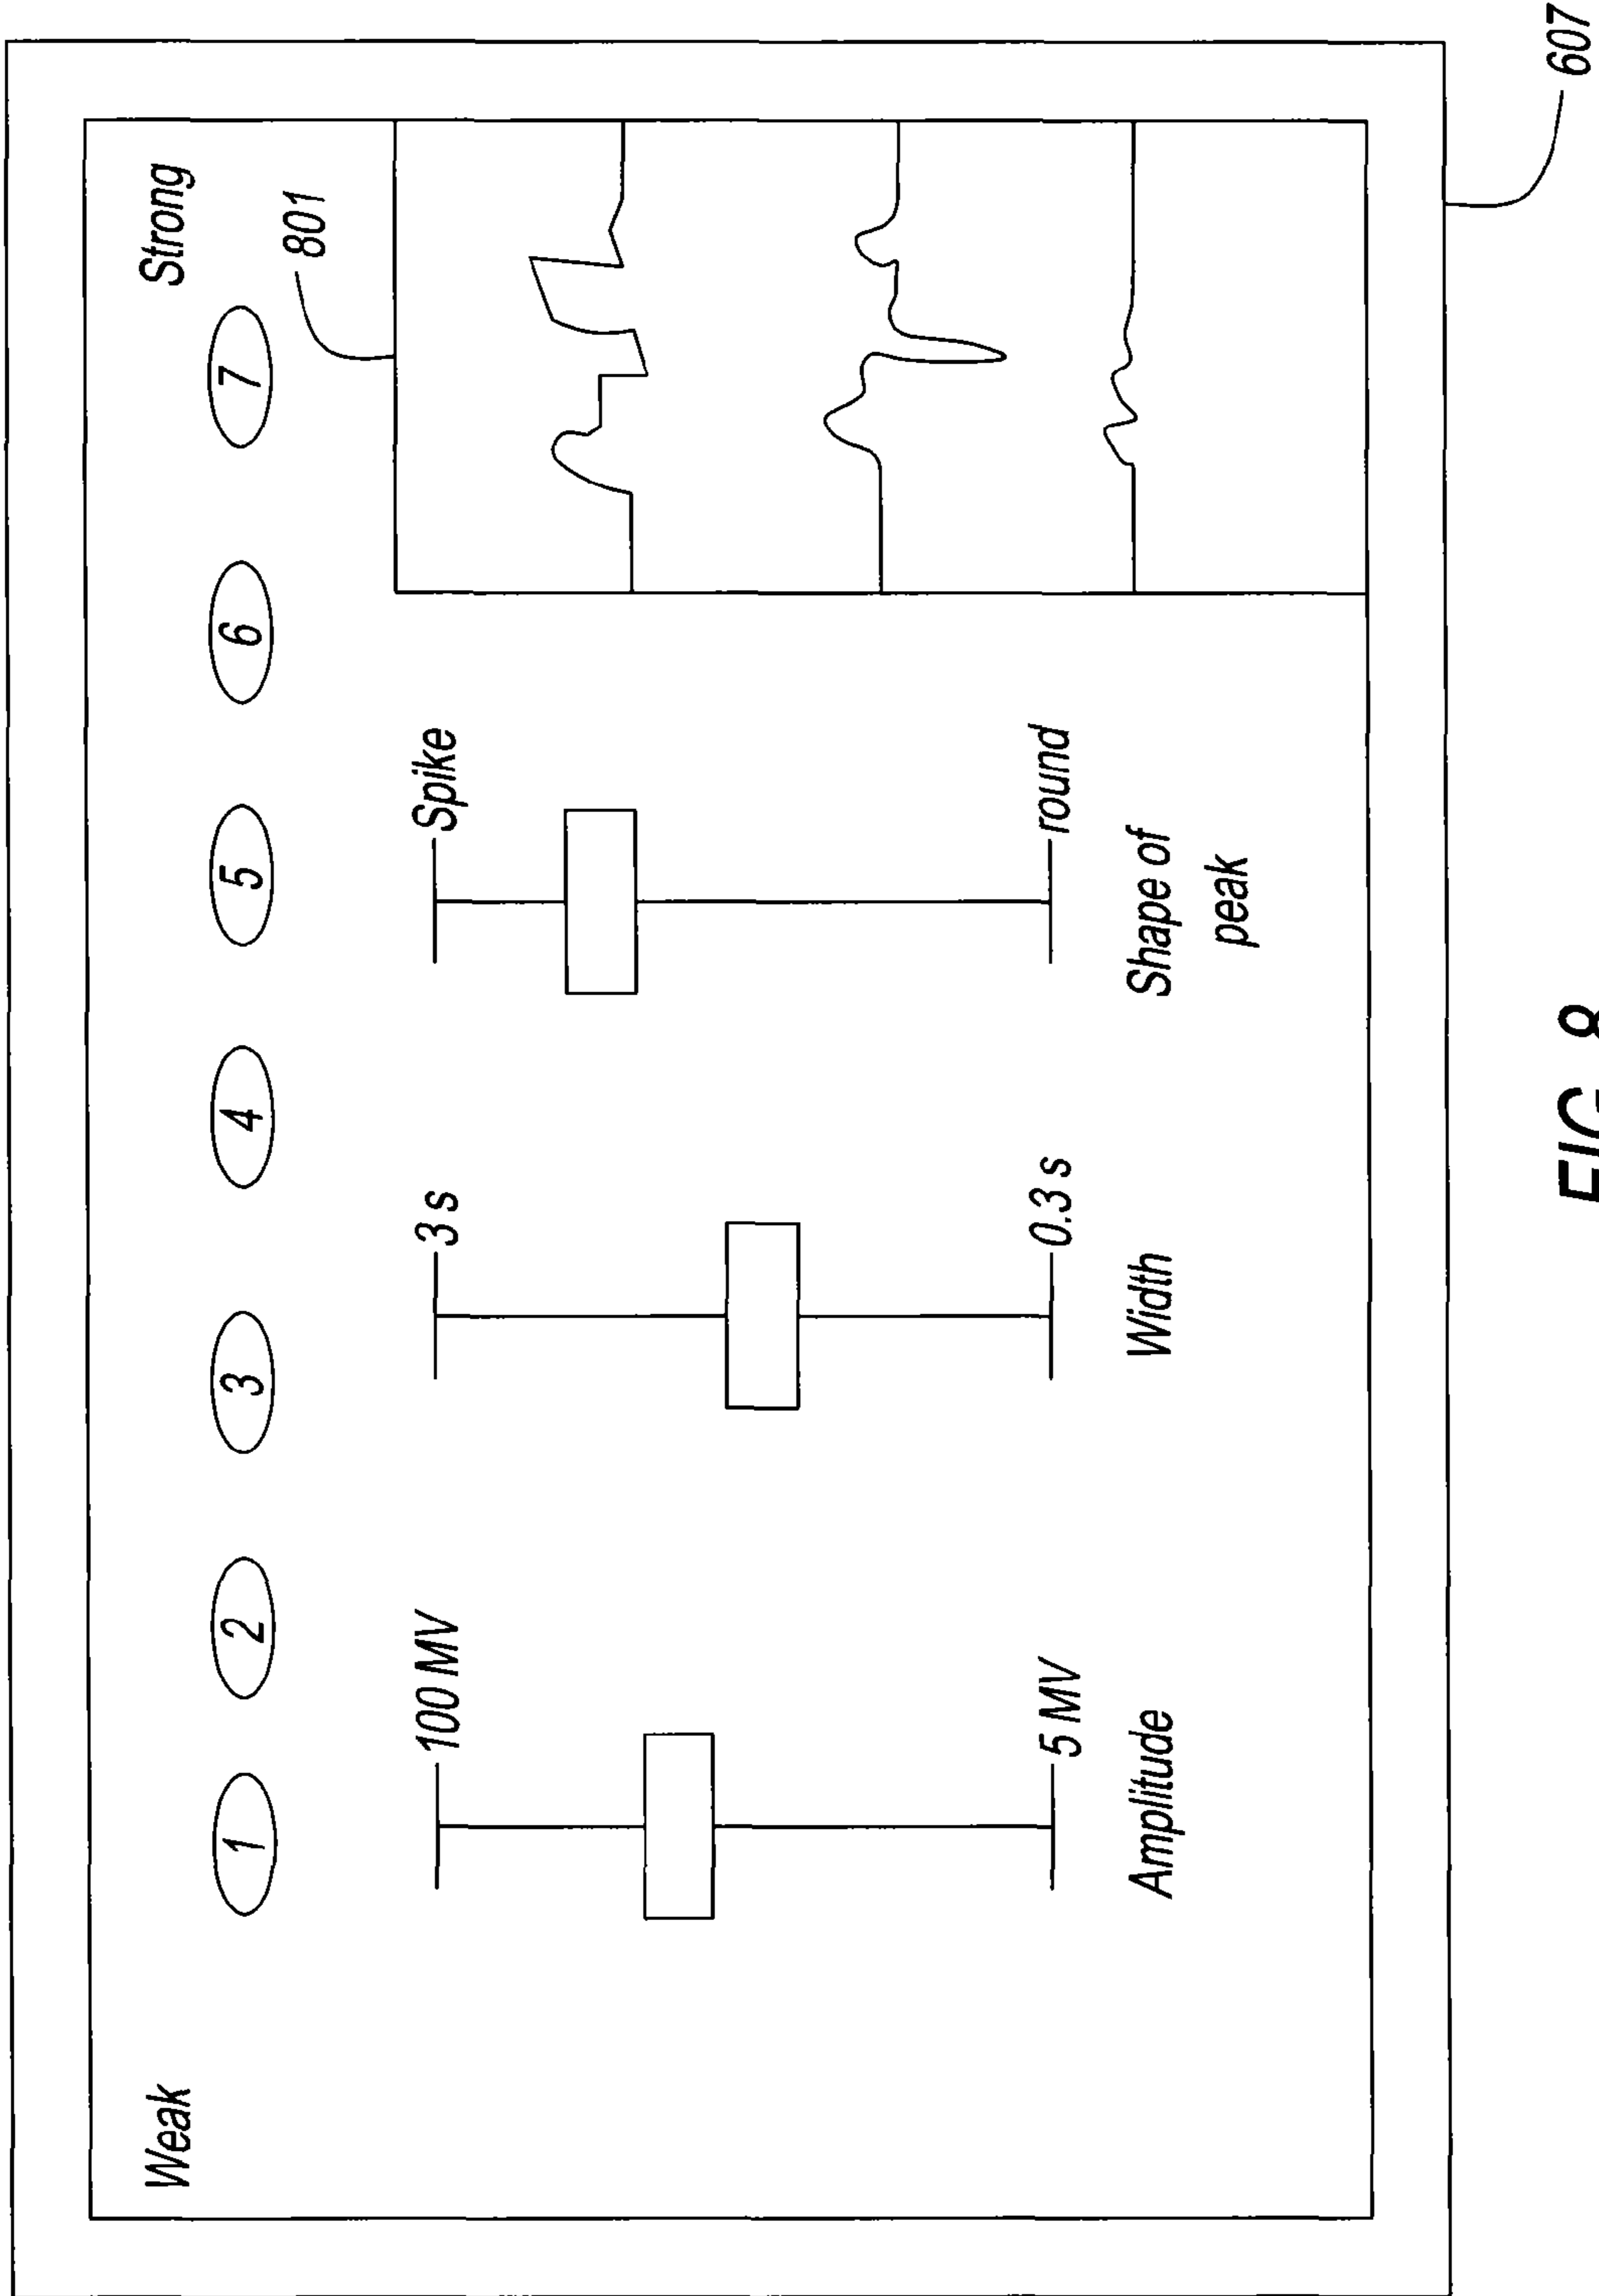 Weak
Strong
1 2 3 4 5 6 7
801
100 MV
3 s
Spike
5 MV
0.3 s
round
Amplitude
Width
Shape of
peak
607
FIG. 8